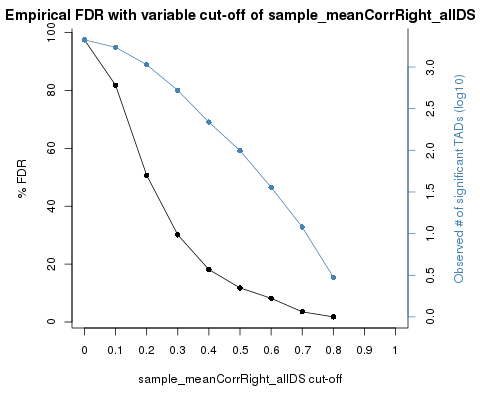 Empirical FDR with variable cut-off of sample_meanCorrRight_allDS
% FDR
100
80
60
40
20
0
3.0
2.5
2.0
1.5
1.0
0.5
0.0
Observed # of significant TADs (log10)
0 0.1 0.2 0.3 0.4 0.5 0.6 0.7 0.8 0.9 1
sample_meanCorrRight_allDS cut-off